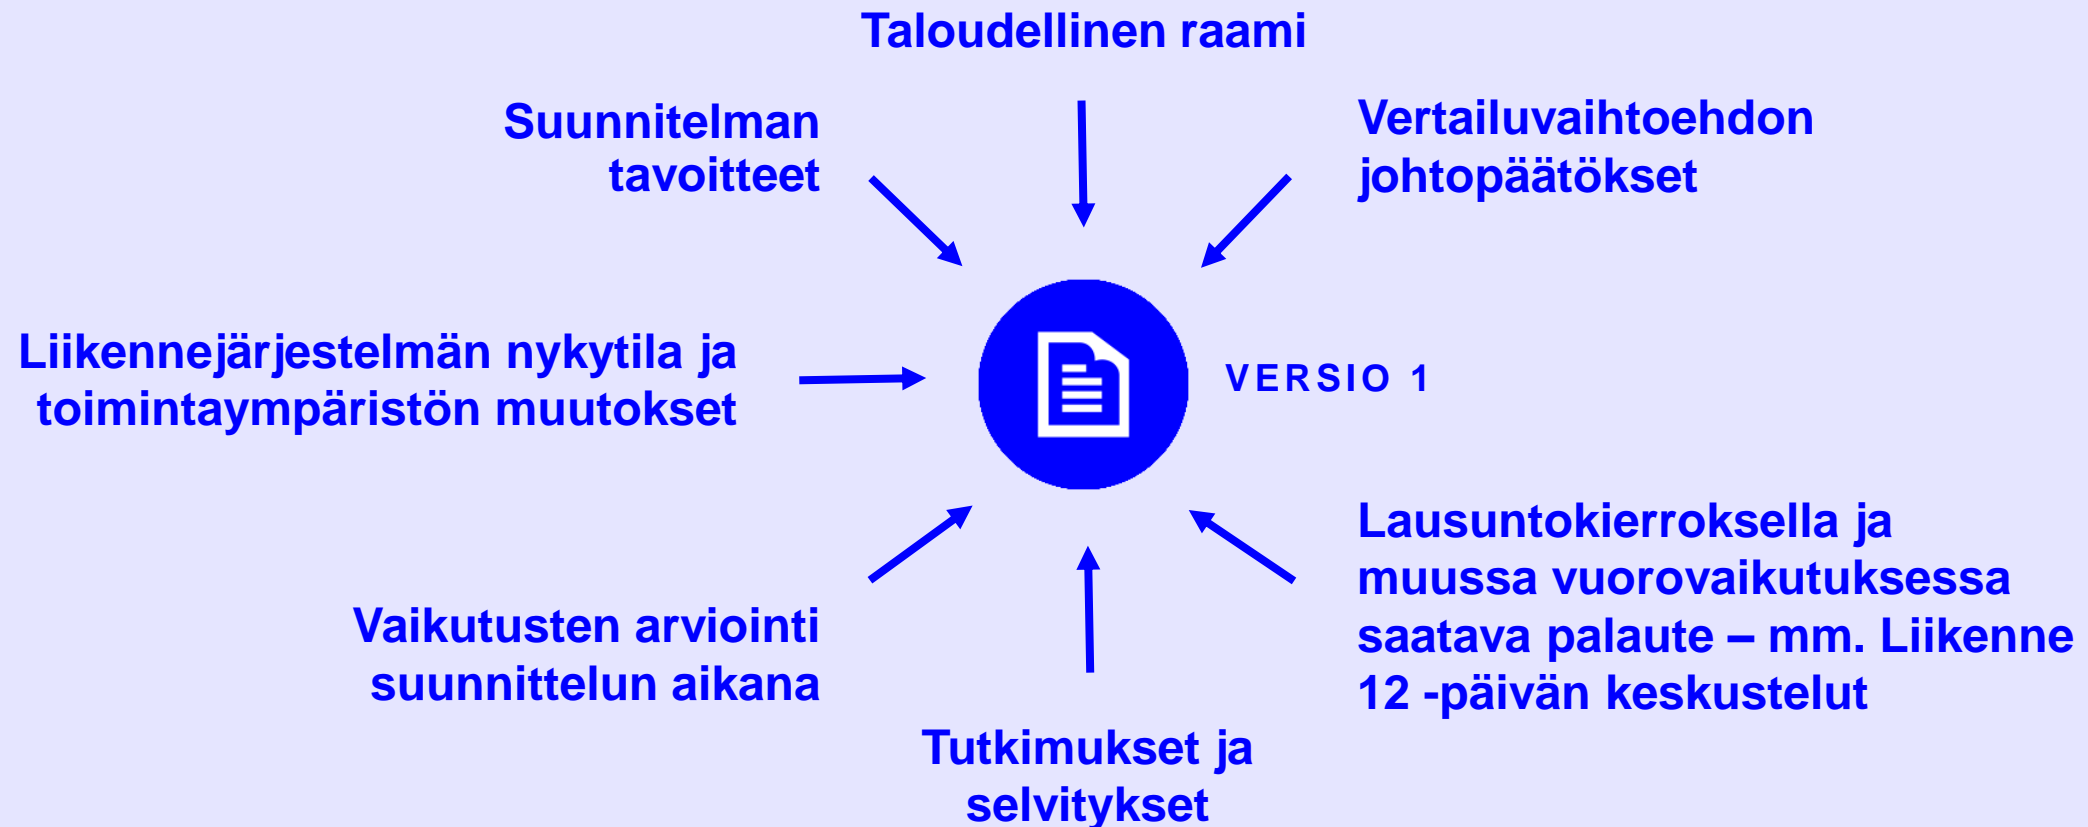 Taloudellinen raami
Suunnitelman
tavoitteet
Vertailuvaihtoehdon
johtopäätökset
Liikennejärjestelmän nykytila ja
toimintaympäristön muutokset
VERSIO 1
Vaikutusten arviointi
suunnittelun aikana
Lausuntokierroksella ja
muussa vuorovaikutuksessa
saatava palaute – mm. Liikenne
12 -päivän keskustelut
Tutkimukset ja
selvitykset